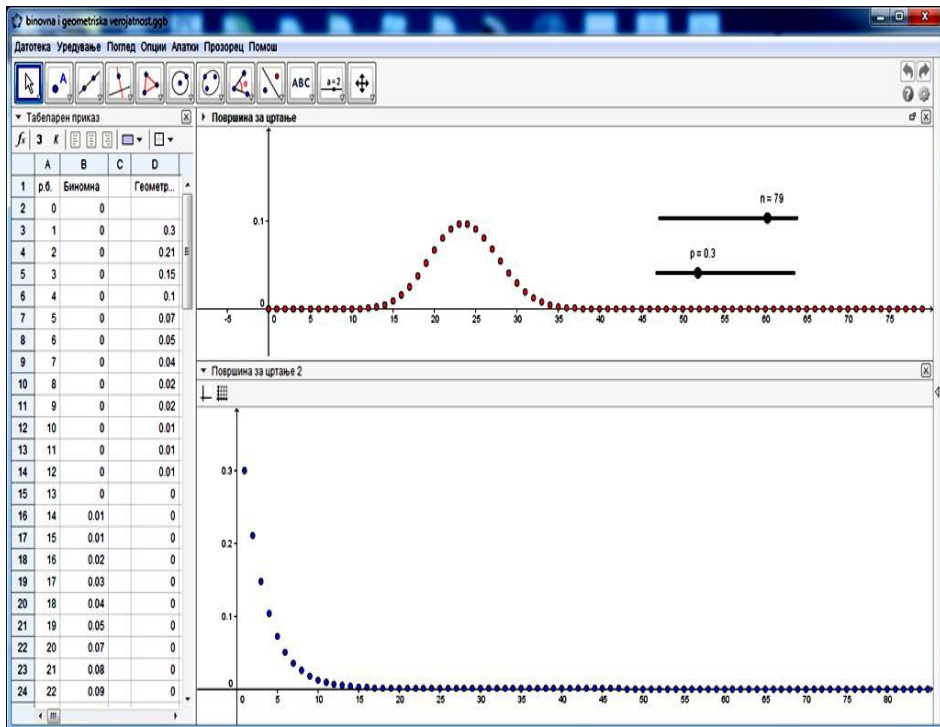 binovna i geometriska verojatnost.ggb
Датотека Уредување Поглед Опции Алатки Прозорец Помош
A ABC a=2
Табеларен приказ
fx 3 K
A B C D
1 р.б. Биномна Геометр...
2 0 0
3 1 0 0.3
4 2 0 0.21
5 3 0 0.15
6 4 0 0.1
7 5 0 0.07
8 6 0 0.05
9 7 0 0.04
10 8 0 0.02
11 9 0 0.02
12 10 0 0.01
13 11 0 0.01
14 12 0 0.01
15 13 0 0
16 14 0.01 0
17 15 0.01 0
18 16 0.02 0
19 17 0.03 0
20 18 0.04 0
21 19 0.05 0
22 20 0.07 0
23 21 0.08 0
24 22 0.09 0
Површина за цртање
n = 79
0.1
p = 0.3
0
-5 0 5 10 15 20 25 30 35 40 45 50 55 60 65 70 75
Површина за цртање 2
0.3
0.2
0.1
0
0 5 10 15 20 25 30 35 40 45 50 55 60 65 70 75 80